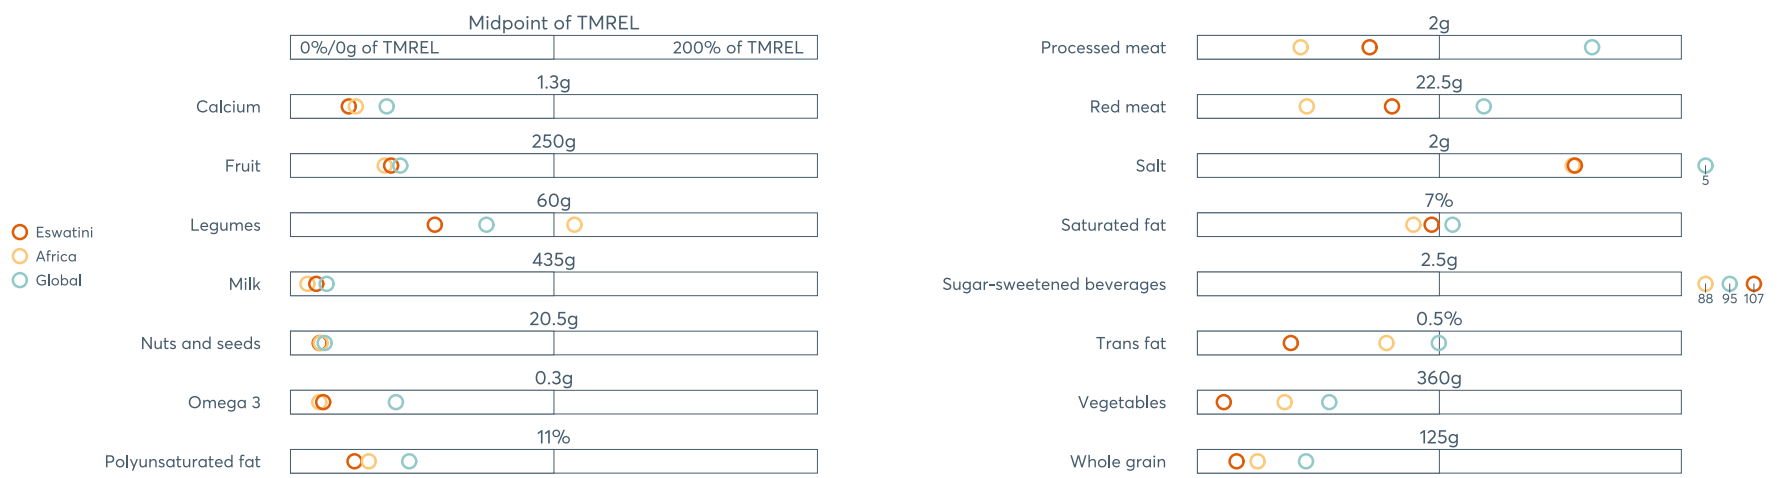 Midpoint of TMREL
0%/0g of TMREL
200% of TMREL
1.3g
Calcium
250g
Fruit
60g
Legumes
435g
Milk
20.5g
Nuts and seeds
0.3g
Omega 3
11%
Polyunsaturated fat
Eswatini
Africa
Global
2g
Processed meat
22.5g
Red meat
2g
Salt
5
7%
Saturated fat
2.5g
Sugar-sweetened beverages
88 95 107
0.5%
Trans fat
360g
Vegetables
125g
Whole grain